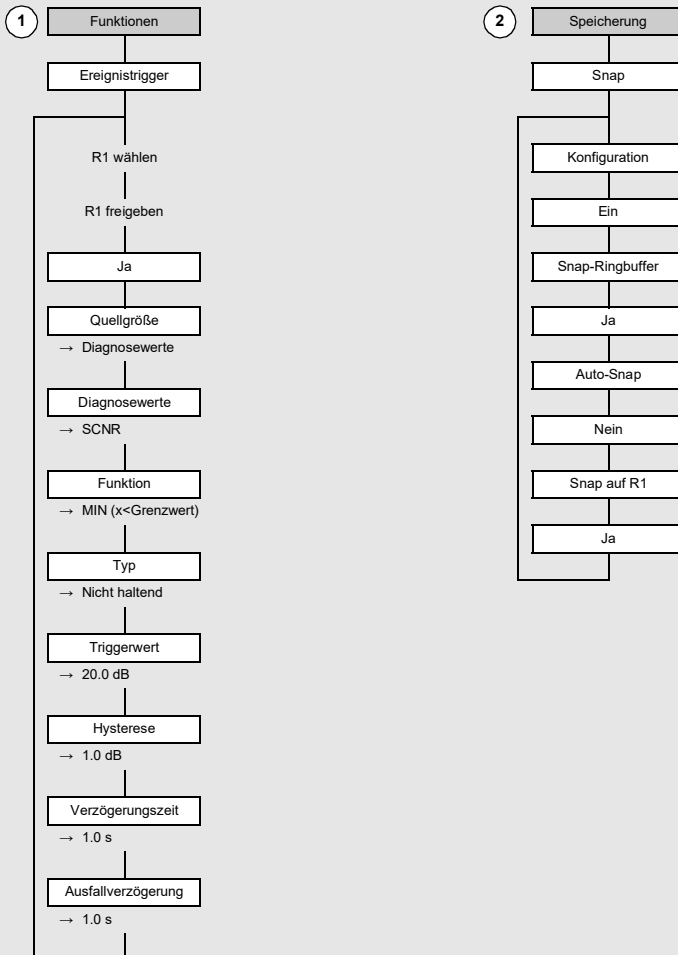 1
Funktionen
Ereignistrigger
R1 wählen
R1 freigeben
Ja
Quellgröße
→ Diagnosewerte
Diagnosewerte
→ SCNR
Funktion
→ MIN (x<Grenzwert)
Typ
→ Nicht haltend
Triggerwert
→ 20.0 dB
Hysterese
→ 1.0 dB
Verzögerungszeit
→ 1.0 s
Ausfallverzögerung
→ 1.0 s
2
Speicherung
Snap
Konfiguration
Ein
Snap-Ringbuffer
Ja
Auto-Snap
Nein
Snap auf R1
Ja